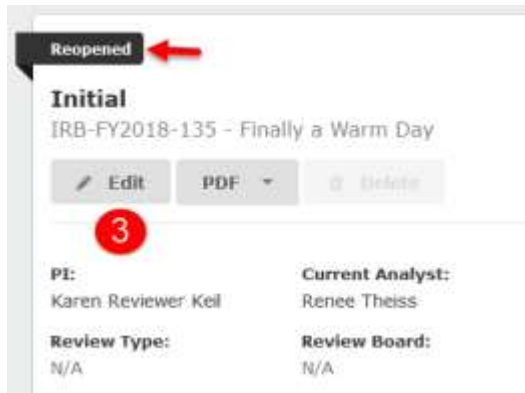 Reopened
Initial
IRB-FY2018-135 - Finally a Warm Day
Edit PDF Delete
3
PI: Current Analyst:
Karen Reviewer Keil Renee Theiss
Review Type: Review Board:
N/A N/A